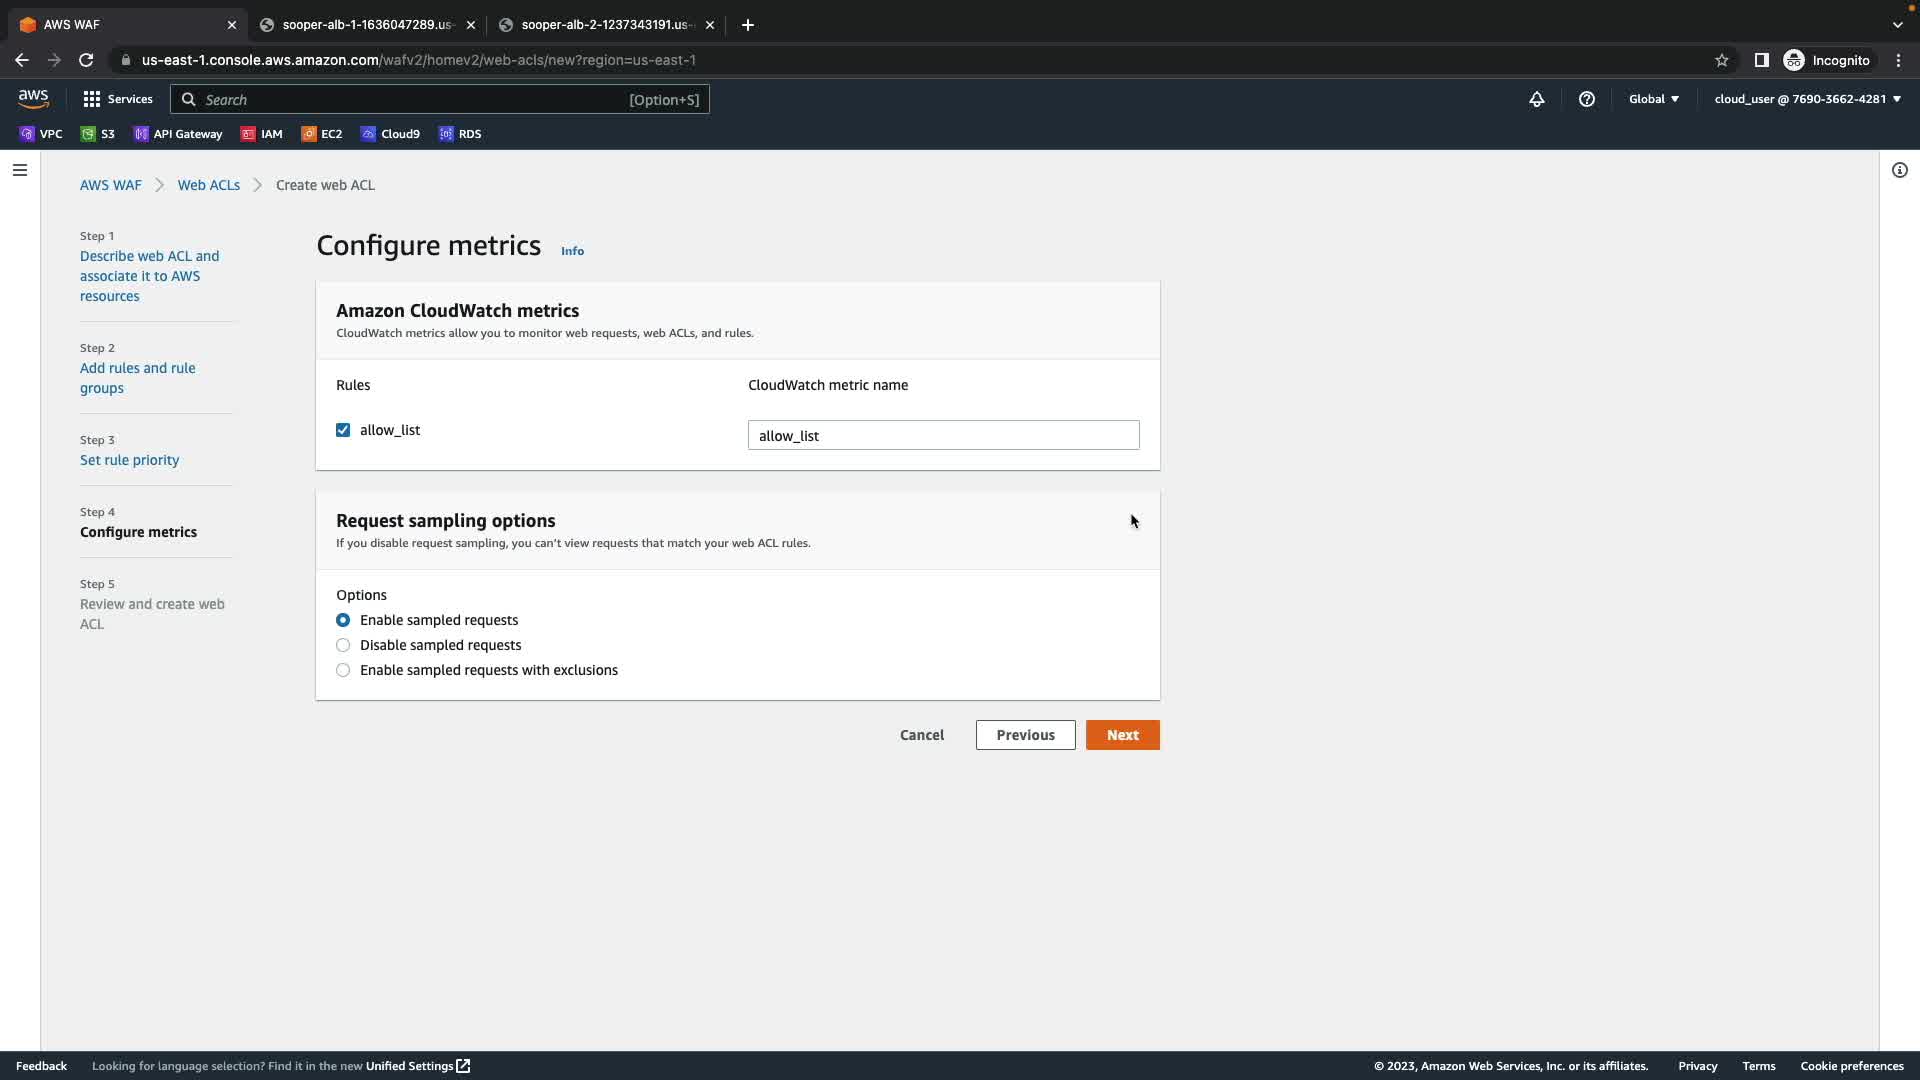 AWS WAF
sooper-alb-1-1636047289.us-
sooper-alb-2-1237343191.us-
us-east-1.console.aws.amazon.com/wafv2/homev2/web-acls/new?region=us-east-1
Incognito
aws
Services
Search
[Option+S]
Global
cloud_user @ 7690-3662-4281
VPC
S3
API Gateway
IAM
EC2
Cloud9
RDS
AWS WAF
Web ACLs
Create web ACL
Step 1
Describe web ACL and
associate it to AWS
resources
Step 2
Add rules and rule
groups
Step 3
Set rule priority
Step 4
Configure metrics
Step 5
Review and create web
ACL
Configure metrics
Info
Amazon CloudWatch metrics
CloudWatch metrics allow you to monitor web requests, web ACLs, and rules.
Rules
CloudWatch metric name
allow_list
allow_list
Request sampling options
If you disable request sampling, you can't view requests that match your web ACL rules.
Options
Enable sampled requests
Disable sampled requests
Enable sampled requests with exclusions
Cancel
Previous
Next
Feedback
Looking for language selection? Find it in the new Unified Settings
© 2023, Amazon Web Services, Inc. or its affiliates.
Privacy
Terms
Cookie preferences